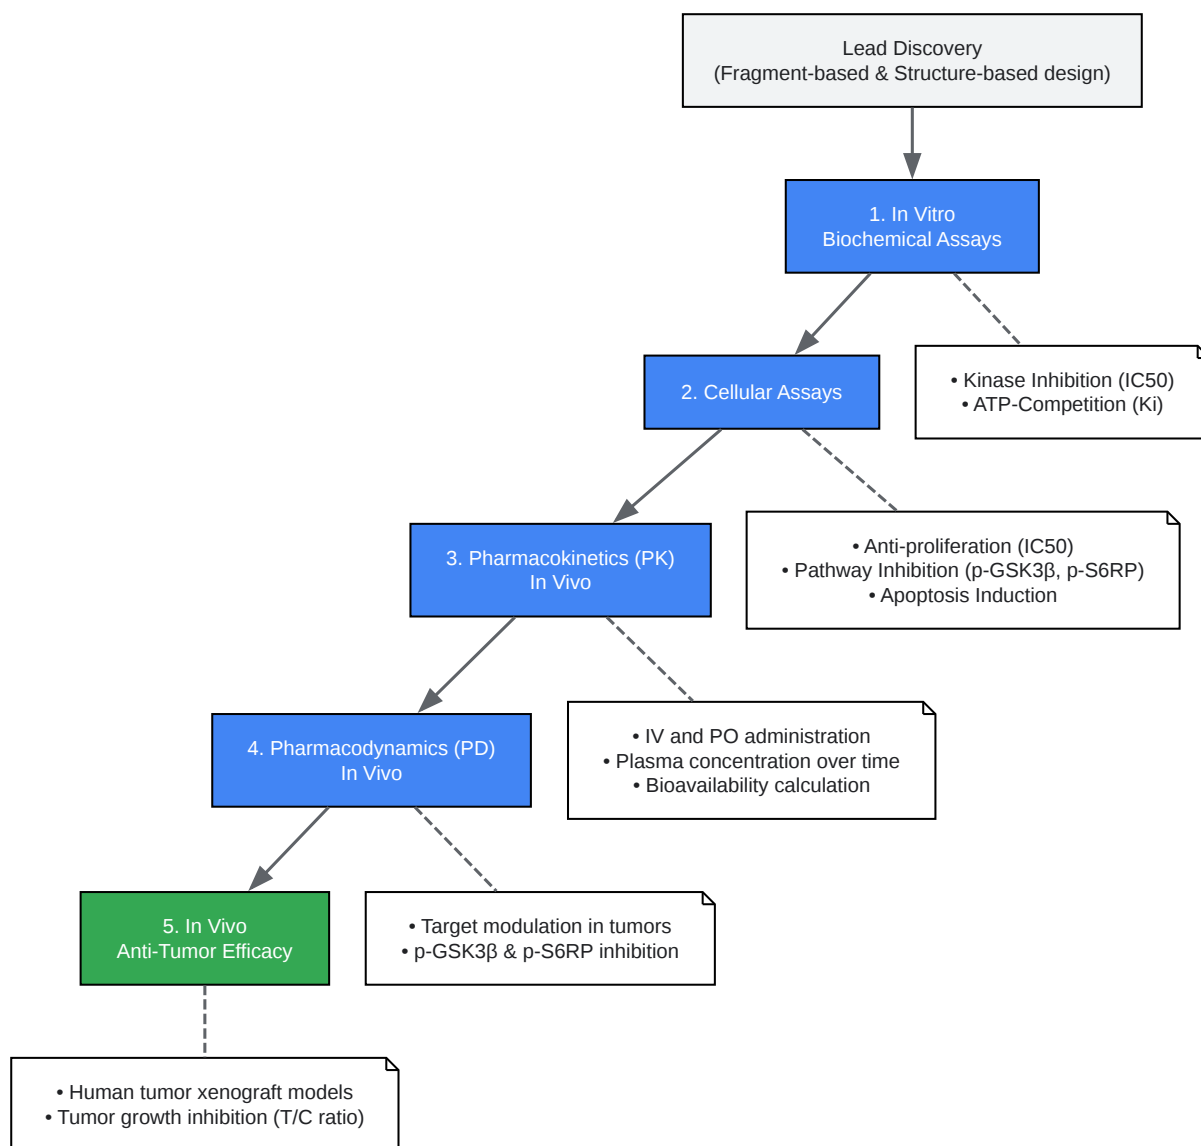 Lead Discovery
(Fragment-based & Structure-based design)
1. In Vitro
Biochemical Assays
• Kinase Inhibition (IC50)
• ATP-Competition (Ki)
2. Cellular Assays
• Anti-proliferation (IC50)
• Pathway Inhibition (p-GSK3β, p-S6RP)
• Apoptosis Induction
3. Pharmacokinetics (PK)
In Vivo
• IV and PO administration
• Plasma concentration over time
• Bioavailability calculation
4. Pharmacodynamics (PD)
In Vivo
• Target modulation in tumors
• p-GSK3β & p-S6RP inhibition
5. In Vivo
Anti-Tumor Efficacy
• Human tumor xenograft models
• Tumor growth inhibition (T/C ratio)